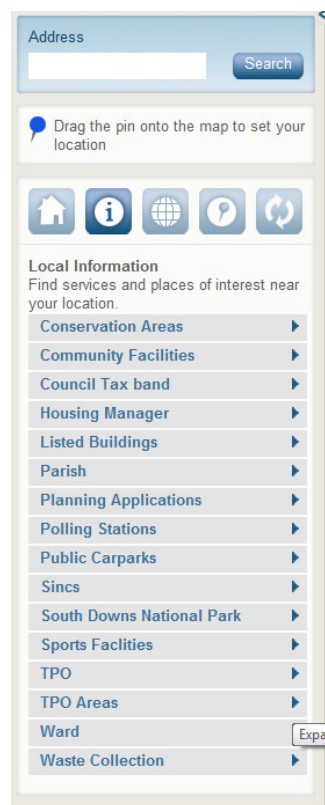 Address
Search
Drag the pin onto the map to set your
location
Local Information
Find services and places of interest near
your location.
Conservation Areas
Community Facilities
Council Tax band
Housing Manager
Listed Buildings
Parish
Planning Applications
Polling Stations
Public Carparks
Sincs
South Downs National Park
Sports Faclities
TPO
TPO Areas
Ward
Expa
Waste Collection